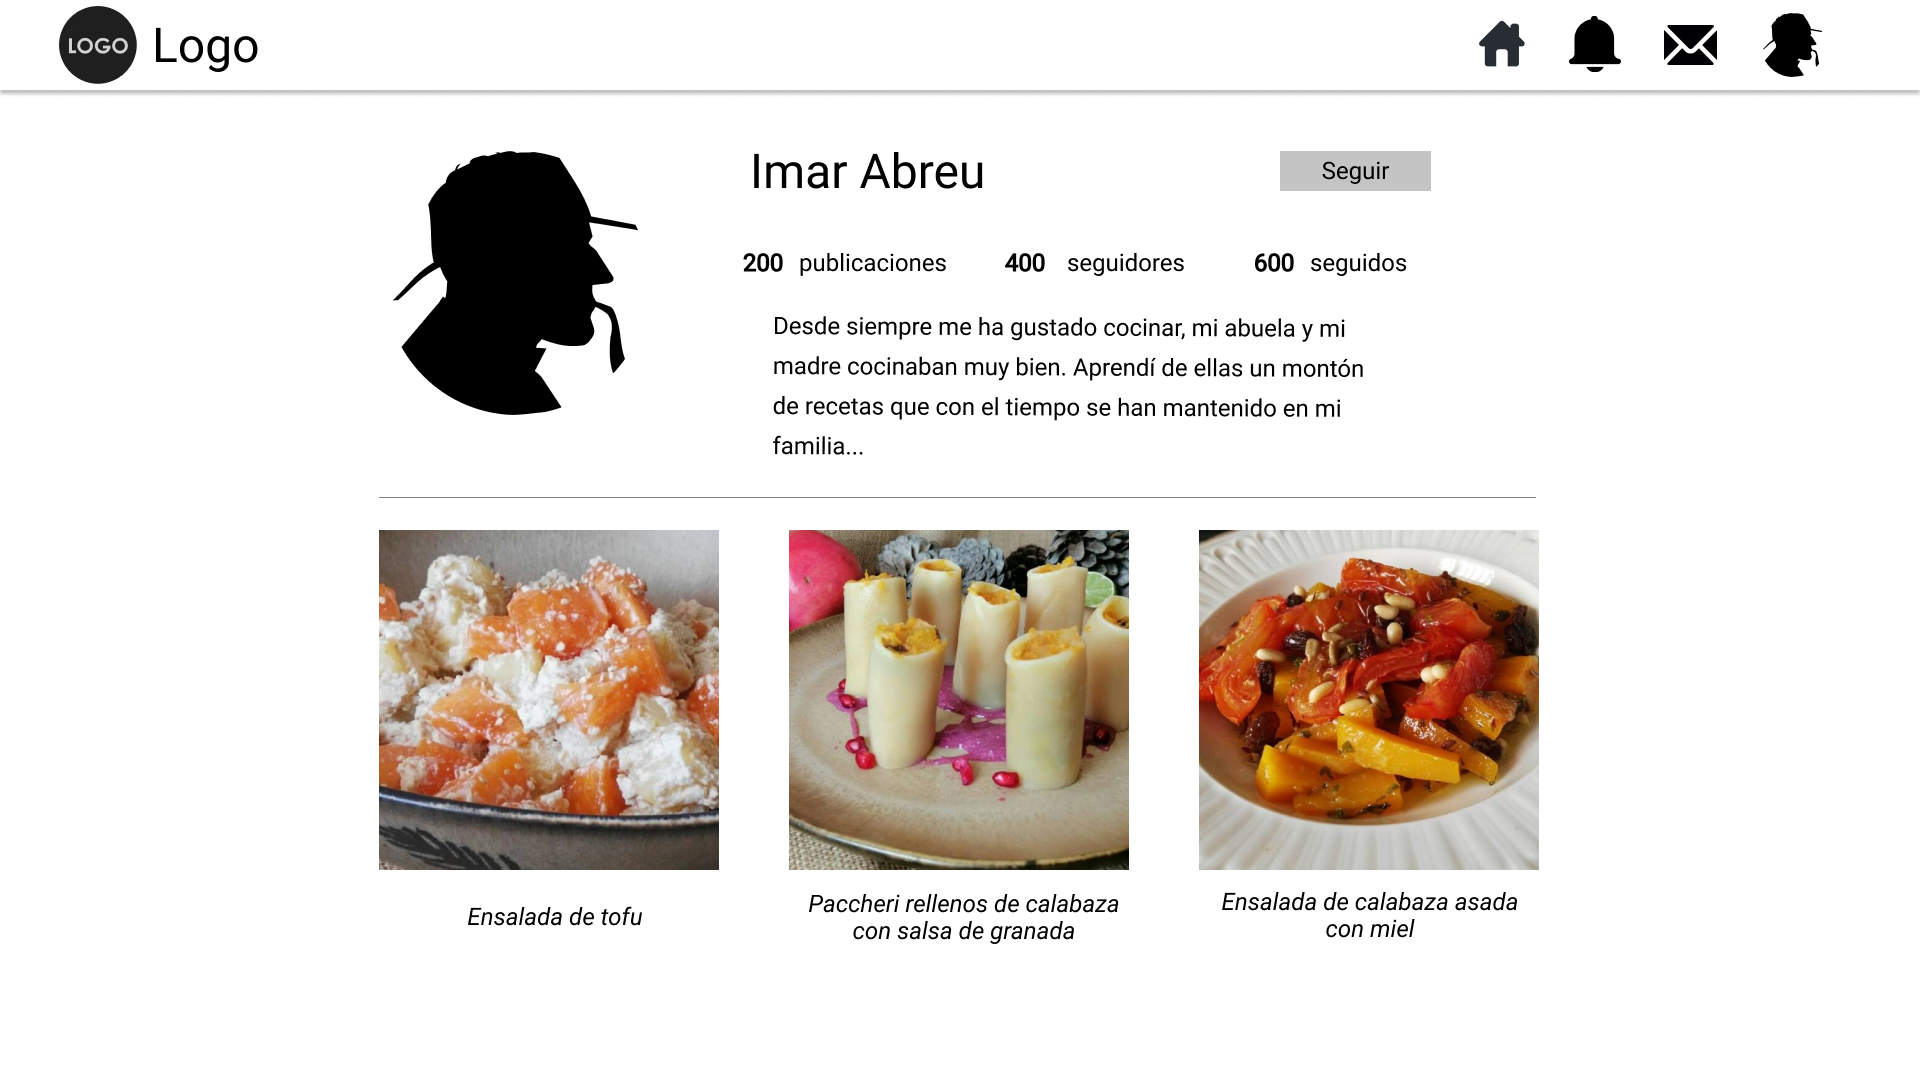 LOGO Logo
Imar Abreu
Seguir
200 publicaciones 400 seguidores 600 seguidos
Desde siempre me ha gustado cocinar, mi abuela y mi
madre cocinaban muy bien. Aprendí de ellas un montón
de recetas que con el tiempo se han mantenido en mi
familia...
Ensalada de tofu
Paccheri rellenos de calabaza
con salsa de granada
Ensalada de calabaza asada
con miel